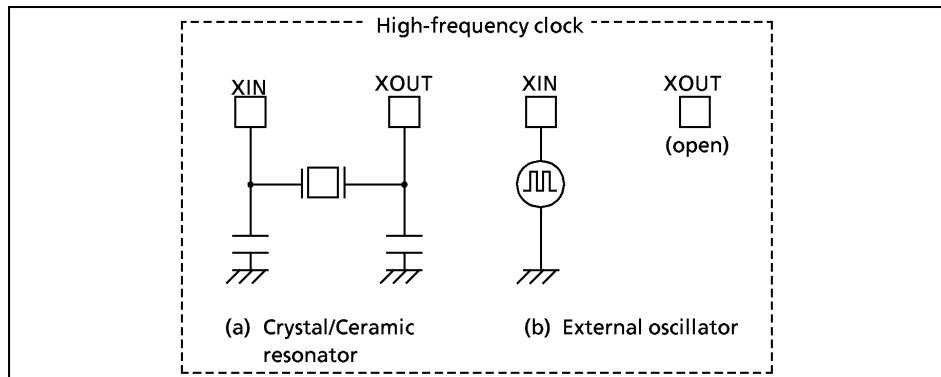 High-frequency clock
XIN
XOUT
XIN
XOUT
(open)
(a) Crystal/Ceramic
resonator
(b) External oscillator